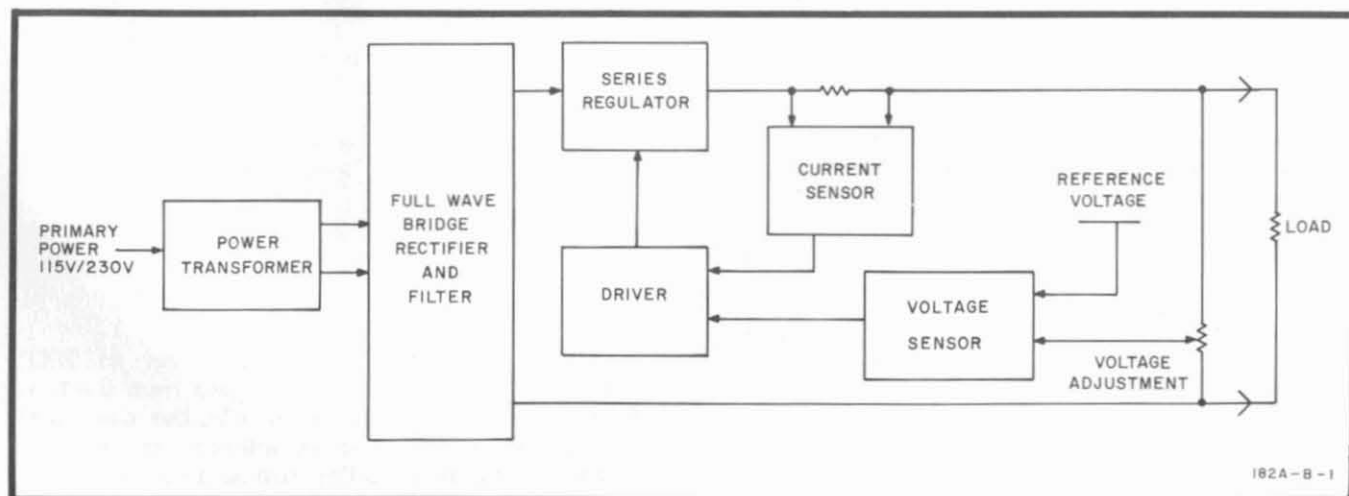 SERIES
REGULATOR
CURRENT
SENSOR
REFERENCE
VOLTAGE
FULL WAVE
BRIDGE
RECTIFIER
AND
FILTER
PRIMARY
POWER
115V/230V
POWER
TRANSFORMER
LOAD
DRIVER
VOLTAGE
SENSOR
VOLTAGE
ADJUSTMENT
182A-B-1